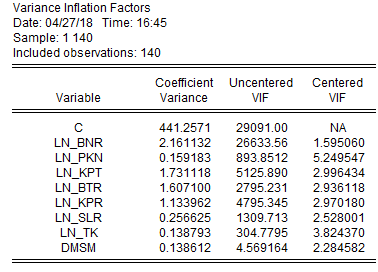 Variance Inflation Factors
Date: 04/27/18 Time: 16:45
Sample: 1 140
Included observations: 140
Coefficient Uncentered Centered
Variable Variance VIF VIF
C 441.2571 29091.00 NA
LN_BNR 2.161132 26633.56 1.595060
LN_PKN 0.159183 893.8512 5.249547
LN_KPT 1.731118 5125.890 2.996434
LN_BTR 1.607100 2795.231 2.936118
LN_KPR 1.133962 4795.345 2.970180
LN_SLR 0.256625 1309.713 2.528001
LN_TK 0.138793 304.7795 3.824370
DMSM 0.138612 4.569164 2.284582